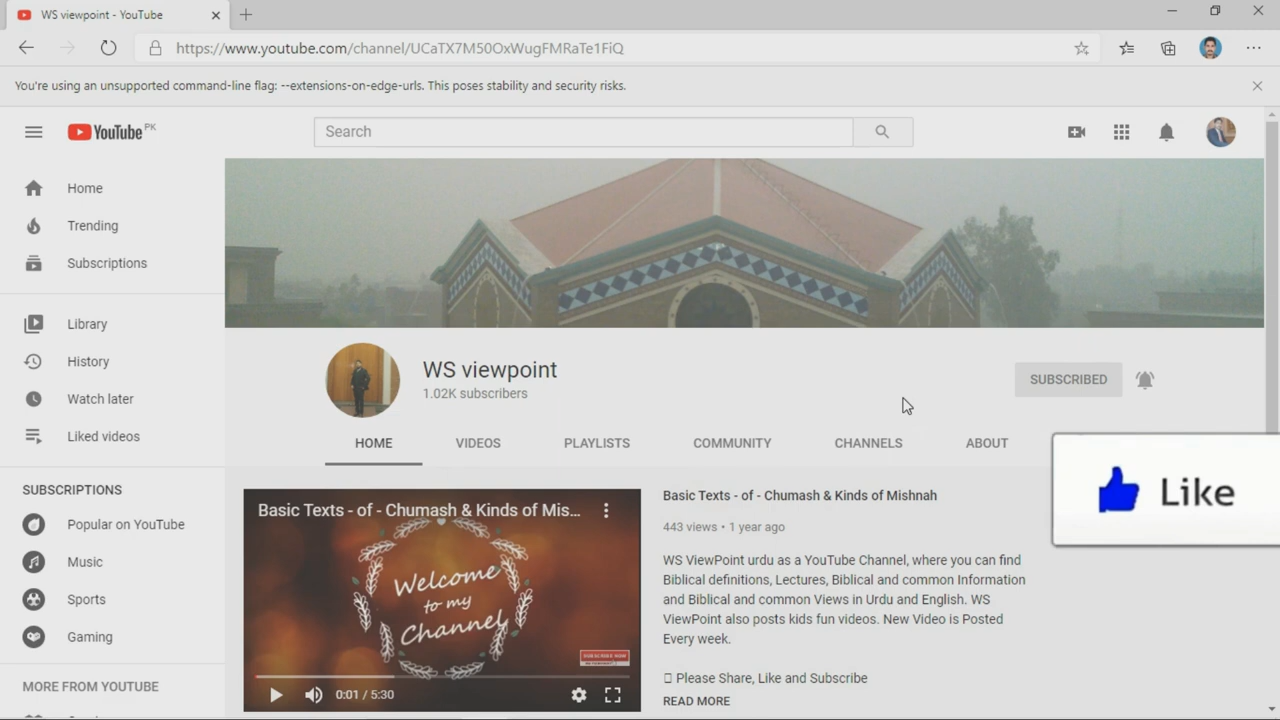 WS viewpoint - YouTube
https://www.youtube.com/channel/UCaTX7M50OxWugFMRaTe1FiQ
You're using an unsupported command-line flag: --extensions-on-edge-urls. This poses stability and security risks.
YouTube PK
Search
Home
Trending
Subscriptions
Library
History
Watch later
Liked videos
SUBSCRIPTIONS
Popular on YouTube
Music
Sports
Gaming
MORE FROM YOUTUBE
WS viewpoint
1.02K subscribers
SUBSCRIBED
HOME VIDEOS PLAYLISTS COMMUNITY CHANNELS ABOUT
Like
Basic Texts - of - Chumash & Kinds of Mis...
Welcome
to my
Channel
SUBSCRIBE NOW
0:01 / 5:30
Basic Texts - of - Chumash & Kinds of Mishnah
443 views • 1 year ago
WS ViewPoint urdu as a YouTube Channel, where you can find
Biblical definitions, Lectures, Biblical and common Information
and Biblical and common Views in Urdu and English. WS
ViewPoint also posts kids fun videos. New Video is Posted
Every week.
Please Share, Like and Subscribe
READ MORE